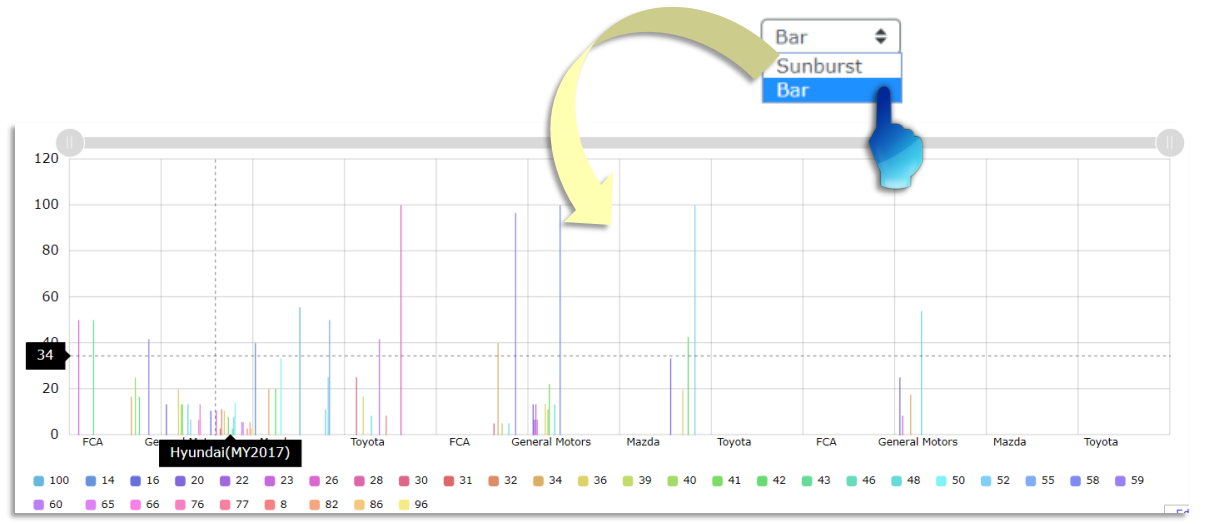 Bar
Sunburst
Bar
120
100
80
60
40
34
20
0
FCA Mazda Toyota FCA General Motors Mazda Toyota FCA General Motors Mazda Toyota
Hyundai(MY2017)
100 14 16 20 22 23 26 28 30 31 32 34 36 39 40 41 42 43 46 48 50 52 55 58 59
60 65 66 76 77 8 82 86 96